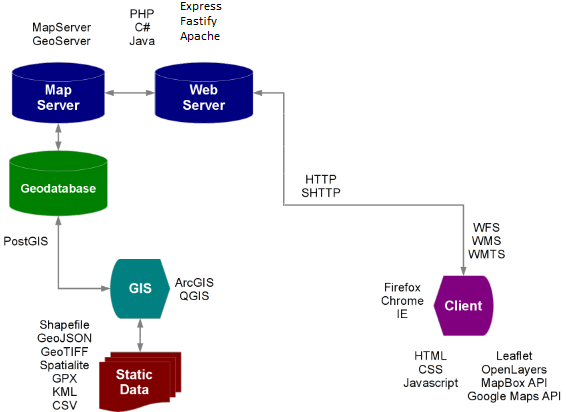 MapServer
GeoServer
PHP
C#
Java
Express
Fastify
Apache
Map
Server
Web
Server
Geodatabase
HTTP
SHTTP
PostGIS
WFS
WMS
WMTS
GIS
ArcGIS
QGIS
Firefox
Chrome
IE
Client
Shapefile
GeoJSON
GeoTIFF
Spatialite
GPX
KML
CSV
Static
Data
HTML
CSS
Javascript
Leaflet
OpenLayers
MapBox API
Google Maps API